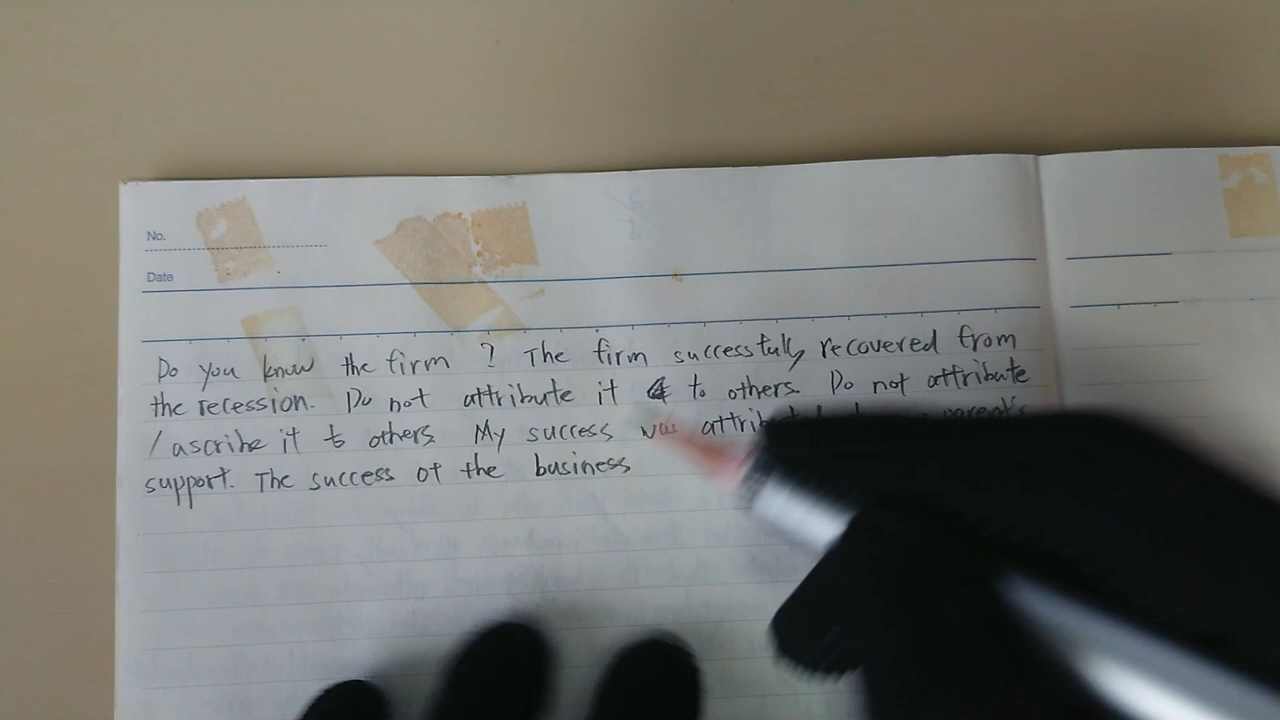 No.
Date
Do you know the firm ? The firm successfully recovered from
the recession. Do not attribute it to others. Do not attribute
/ ascribe it to others. My success was
support. The success of the business